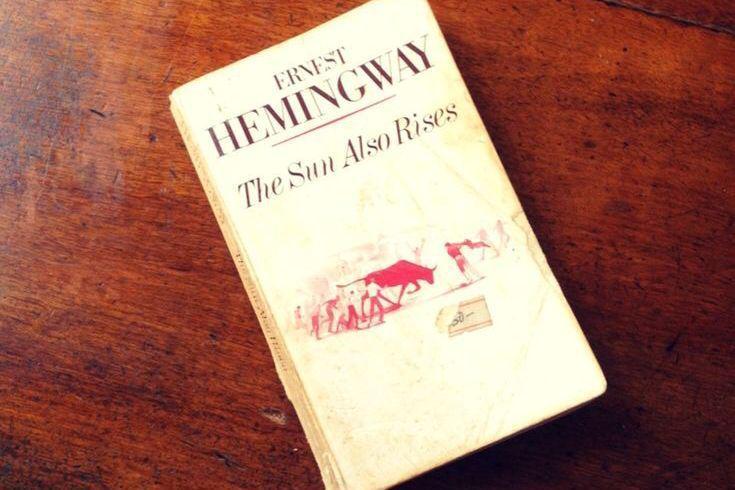 ERNEST
HEMINGWAY
The Sun Also Rises